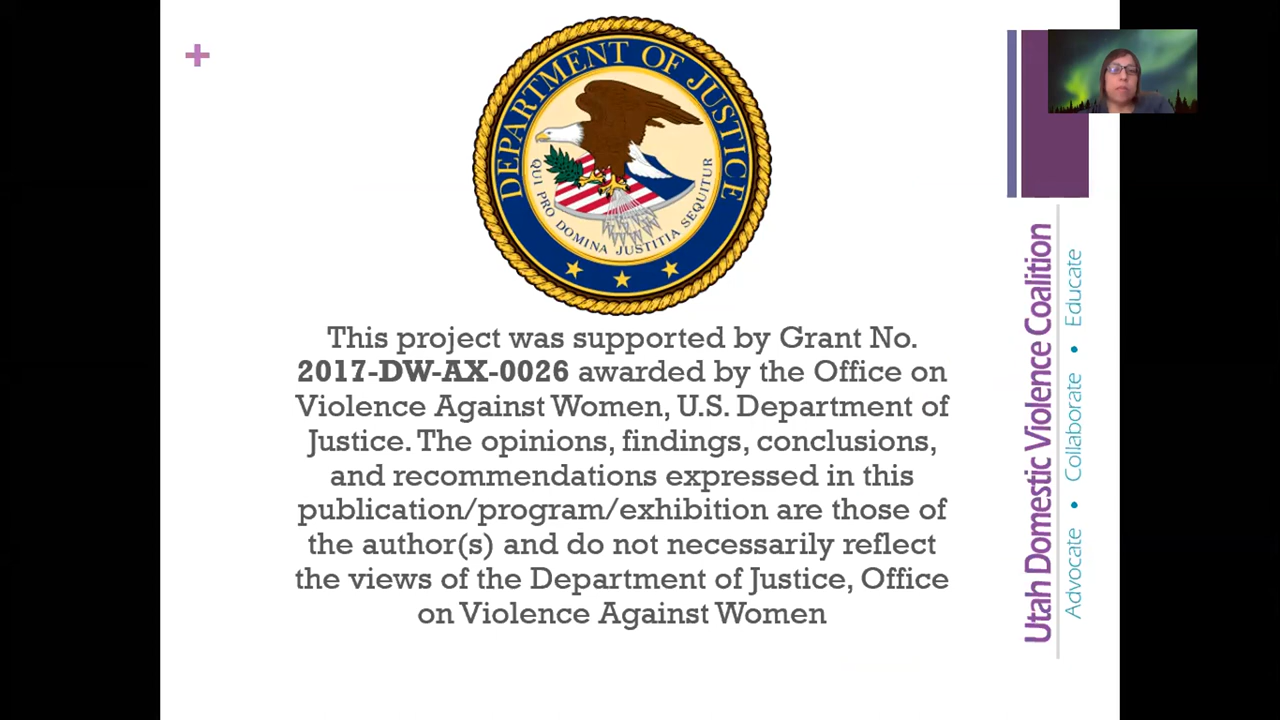 DEPARTMENT OF JUSTICE
QUI PRO DOMINA JUSTITIA SEQUITUR
This project was supported by Grant No.
2017-DW-AX-0026 awarded by the Office on
Violence Against Women, U.S. Department of
Justice. The opinions, findings, conclusions,
and recommendations expressed in this
publication/program/exhibition are those of
the author(s) and do not necessarily reflect
the views of the Department of Justice, Office
on Violence Against Women
Utah Domestic Violence Coalition
Advocate • Collaborate • Educate